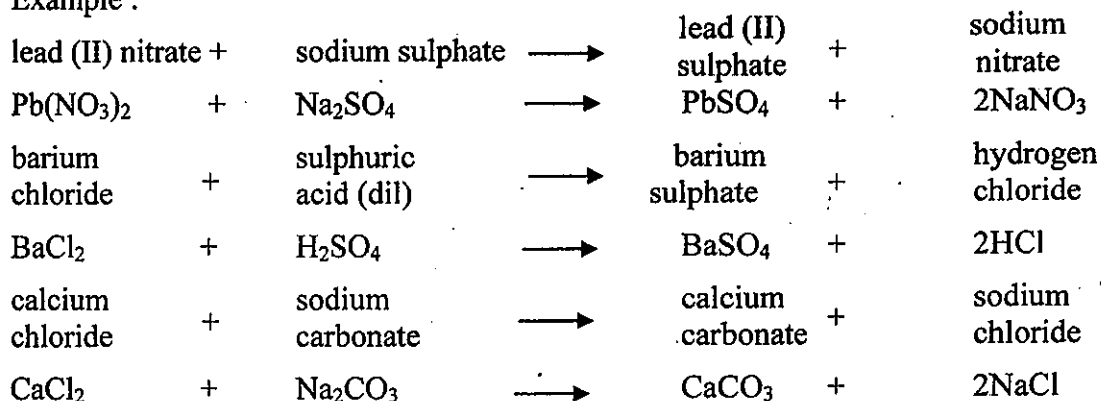 Example :
lead (II) nitrate + sodium sulphate ⟶ lead (II) sulphate + sodium nitrate
Pb(NO₃)₂ + Na₂SO₄ ⟶ PbSO₄ + 2NaNO₃
barium chloride + sulphuric acid (dil) ⟶ barium sulphate + hydrogen chloride
BaCl₂ + H₂SO₄ ⟶ BaSO₄ + 2HCl
calcium chloride + sodium carbonate ⟶ calcium carbonate + sodium chloride
CaCl₂ + Na₂CO₃ ⟶ CaCO₃ + 2NaCl